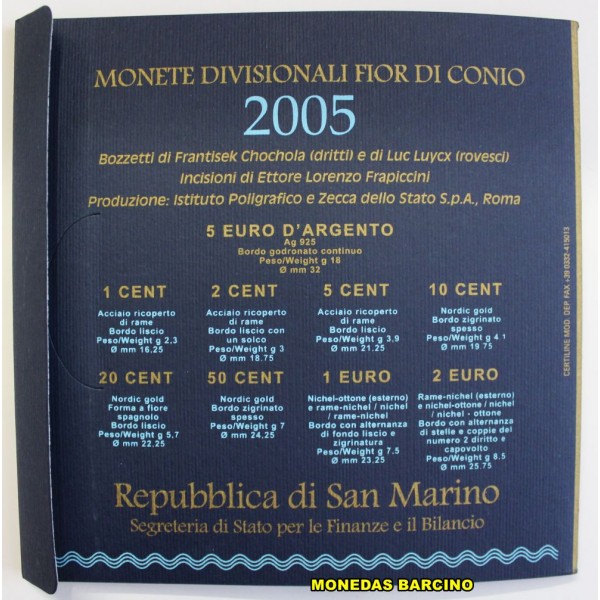 MONETE DIVISIONALI FIOR DI CONIO
2005
Bozzetti di Frantisek Chochola (dritti) e di Luc Luycx (rovesci)
Incisioni di Ettore Lorenzo Frapiccini
Produzione: Istituto Poligrafico e Zecca dello Stato S.p.A., Roma
5 EURO D'ARGENTO
Ag 925
Bordo godronato continuo
Peso/Weight g 18
Ø mm 32
1 CENT
Acciaio ricoperto
di rame
Bordo liscio
Peso/Weight g 2,3
Ø mm 16,25
2 CENT
Acciaio ricoperto
di rame
Bordo liscio con
un solco
Peso/Weight g 3
Ø mm 18.75
5 CENT
Acciaio ricoperto
di rame
Bordo liscio
Peso/Weight g 3,9
Ø mm 21.25
10 CENT
Nordic gold
Bordo zigrinato
spesso
Peso/Weight g 4.1
Ø mm 19.75
20 CENT
Nordic gold
Forma a fiore
spagnolo
Bordo liscio
Peso/Weight g 5,7
Ø mm 22.25
50 CENT
Nordic gold
Bordo zigrinato
spesso
Peso/Weight g 7
Ø mm 24,25
1 EURO
Nichel-ottone (esterno)
e rame-nichel / nichel
/ rame-nichel
Bordo con alternanza
di fondo liscio e
zigrinatura
Peso/Weight g 7.5
Ø mm 23.25
2 EURO
Rame-nichel (esterno)
e nichel-ottone / nichel
/ nichel - ottone
Bordo con alternanza
di stelle e coppie del
numero 2 diritto e
capovolto
Peso/Weight g 8.5
Ø mm 25.75
Repubblica di San Marino
Segreteria di Stato per le Finanze e il Bilancio
CERTILINE MOD. DEP. FAX +39 0332-415013
MONEDAS BARCINO